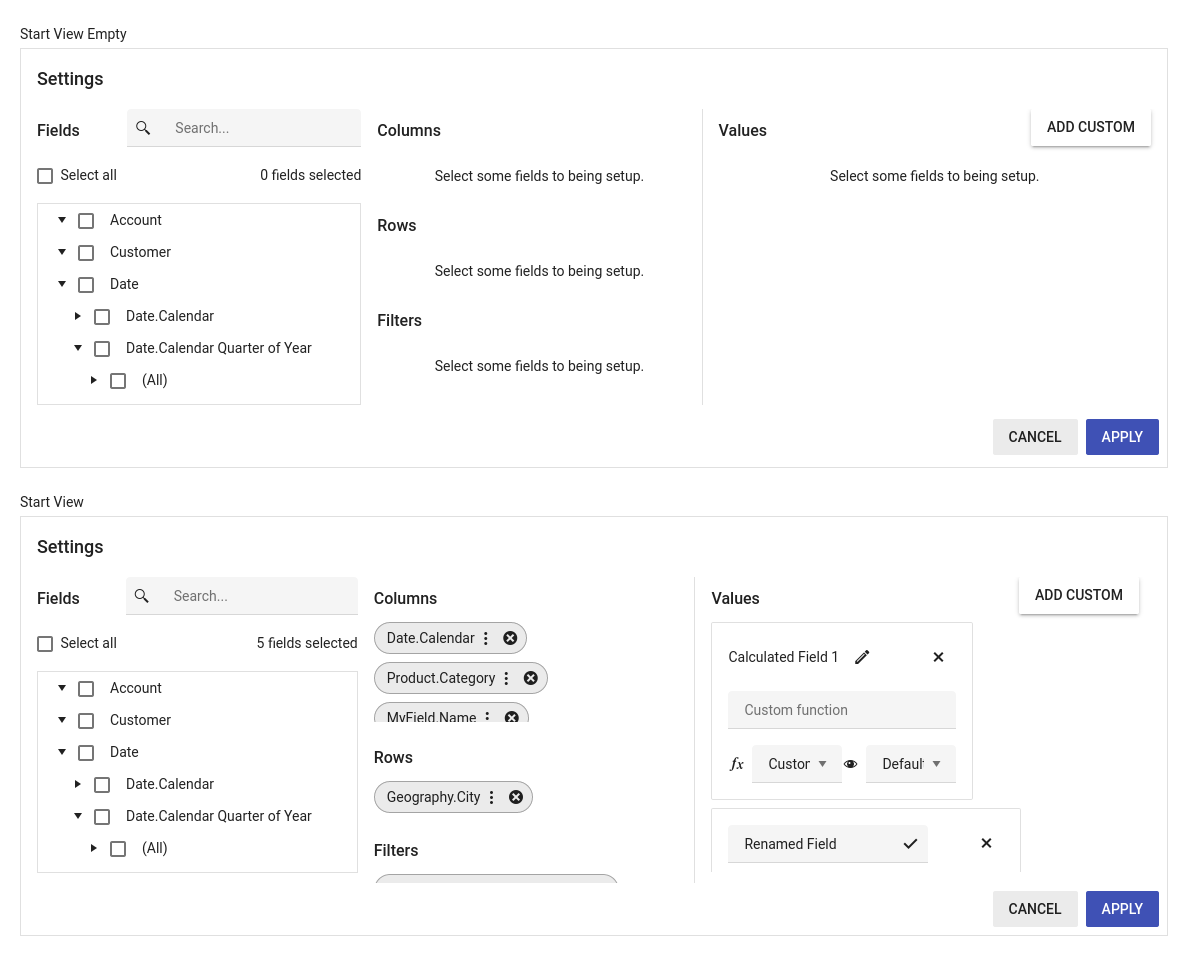 Start View Empty
Settings
Fields
Search...
Select all
0 fields selected
Account
Customer
Date
Date.Calendar
Date.Calendar Quarter of Year
(All)
Columns
Select some fields to being setup.
Rows
Select some fields to being setup.
Filters
Select some fields to being setup.
Values
ADD CUSTOM
Select some fields to being setup.
CANCEL
APPLY
Start View
Settings
Fields
Search...
Select all
5 fields selected
Account
Customer
Date
Date.Calendar
Date.Calendar Quarter of Year
(All)
Columns
Date.Calendar
Product.Category
MyField.Name
Rows
Geography.City
Filters
Values
ADD CUSTOM
Calculated Field 1
Custom function
fx
Custor
Defaul
Renamed Field
CANCEL
APPLY